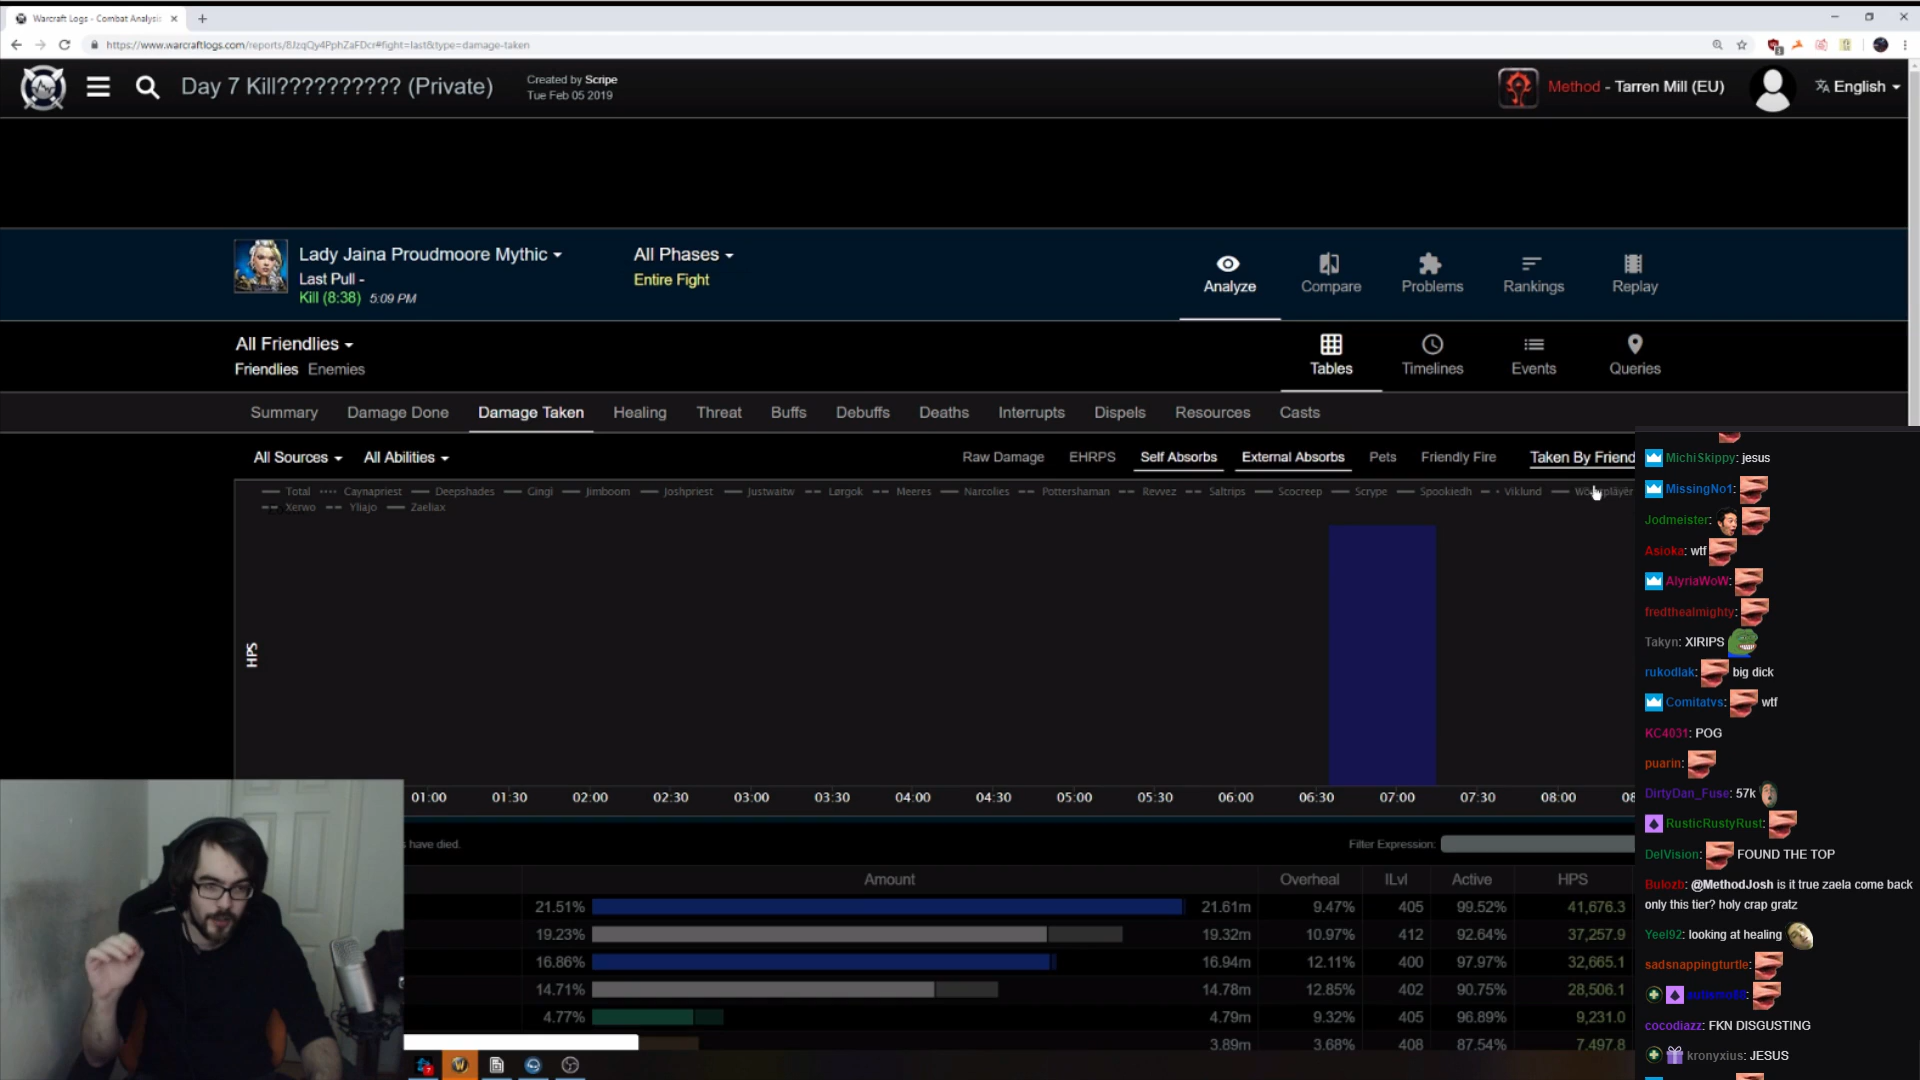 Warcraft Logs - Combat Analysis
https://www.warcraftlogs.com/reports/8JzqQy4PphZaFDcr#fight=last&type=damage-taken
Day 7 Kill?????????? (Private)
Created by Scripe
Tue Feb 05 2019
Method - Tarren Mill (EU)
English
Lady Jaina Proudmoore Mythic
Last Pull -
Kill (8:38) 5:09 PM
All Phases
Entire Fight
Analyze
Compare
Problems
Rankings
Replay
All Friendlies
Friendlies Enemies
Tables
Timelines
Events
Queries
Summary Damage Done Damage Taken Healing Threat Buffs Debuffs Deaths Interrupts Dispels Resources Casts
All Sources All Abilities Raw Damage EHRPS Self Absorbs External Absorbs Pets Friendly Fire Taken By Friend
Total Caynapriest Deepshades Gingi Jimboom Joshpriest Justwaitw Lørgok Meeres Narcolies Pottershaman Revvez Saltrips Scocreep Scrype Spookiedh Viklund
Xerwo Yliajo Zaeliax
HPS
01:00 01:30 02:00 02:30 03:00 03:30 04:00 04:30 05:00 05:30 06:00 06:30 07:00 07:30 08:00 08
have died.
Filter Expression:
Amount Overheal ILvl Active HPS
21.51% 21.61m 9.47% 405 99.52% 41,676.3
19.23% 19.32m 10.97% 412 92.64% 37,257.9
16.86% 16.94m 12.11% 400 97.97% 32,665.1
14.71% 14.78m 12.85% 402 90.75% 28,506.1
4.77% 4.79m 9.32% 405 96.89% 9,231.0
3.89m 3.68% 408 87.54% 7,497.8
MichiSkippy: jesus
MissingNo1:
Jodmeister:
Asioka: wtf
AlyriaWoW:
fredthealmighty:
Takyn: XIRIPS
rukodlak: big dick
Comitatvs: wtf
KC4031: POG
puarin:
DirtyDan_Fuse: 57k
RusticRustyRust:
DelVision: FOUND THE TOP
Bulozb: @MethodJosh is it true zaela come back
only this tier? holy crap gratz
Yeel92: looking at healing
sadsnappingturtle:
cocodiazz: FKN DISGUSTING
kronyxius: JESUS